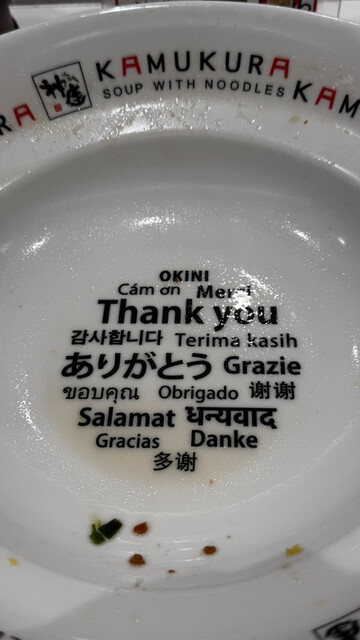 KAMUKURA
SOUP WITH NOODLES
RA
KAM
OKINI
Cám ơn Merci
Thank you
감사합니다 Terima kasih
ありがとう Grazie
ขอบคุณ Obrigado 谢谢
Salamat धन्यवाद
Gracias Danke
多谢